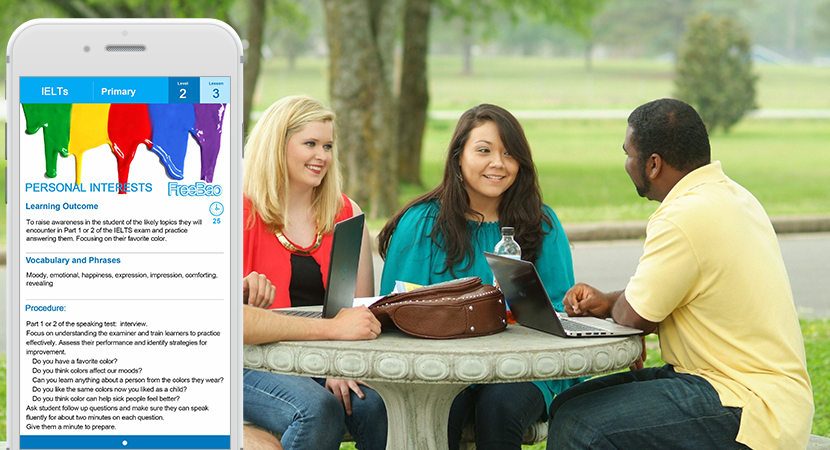 IELTs Primary Level 2 Lesson 3
PERSONAL INTERESTS FreeBao
Learning Outcome
To raise awareness in the student of the likely topics they will
encounter in Part 1 or 2 of the IELTS exam and practice
answering them. Focusing on their favorite color.
25
Vocabulary and Phrases
Moody, emotional, happiness, expression, impression, comforting,
revealing
Procedure:
Part 1 or 2 of the speaking test: interview.
Focus on understanding the examiner and train learners to practice
effectively. Assess their performance and identify strategies for
improvement.
Do you have a favorite color?
Do you think colors affect our moods?
Can you learn anything about a person from the colors they wear?
Do you like the same colors now you liked as a child?
Do you think color can help sick people feel better?
Ask student follow up questions and make sure they can speak
fluently for about two minutes on each question.
Give them a minute to prepare.